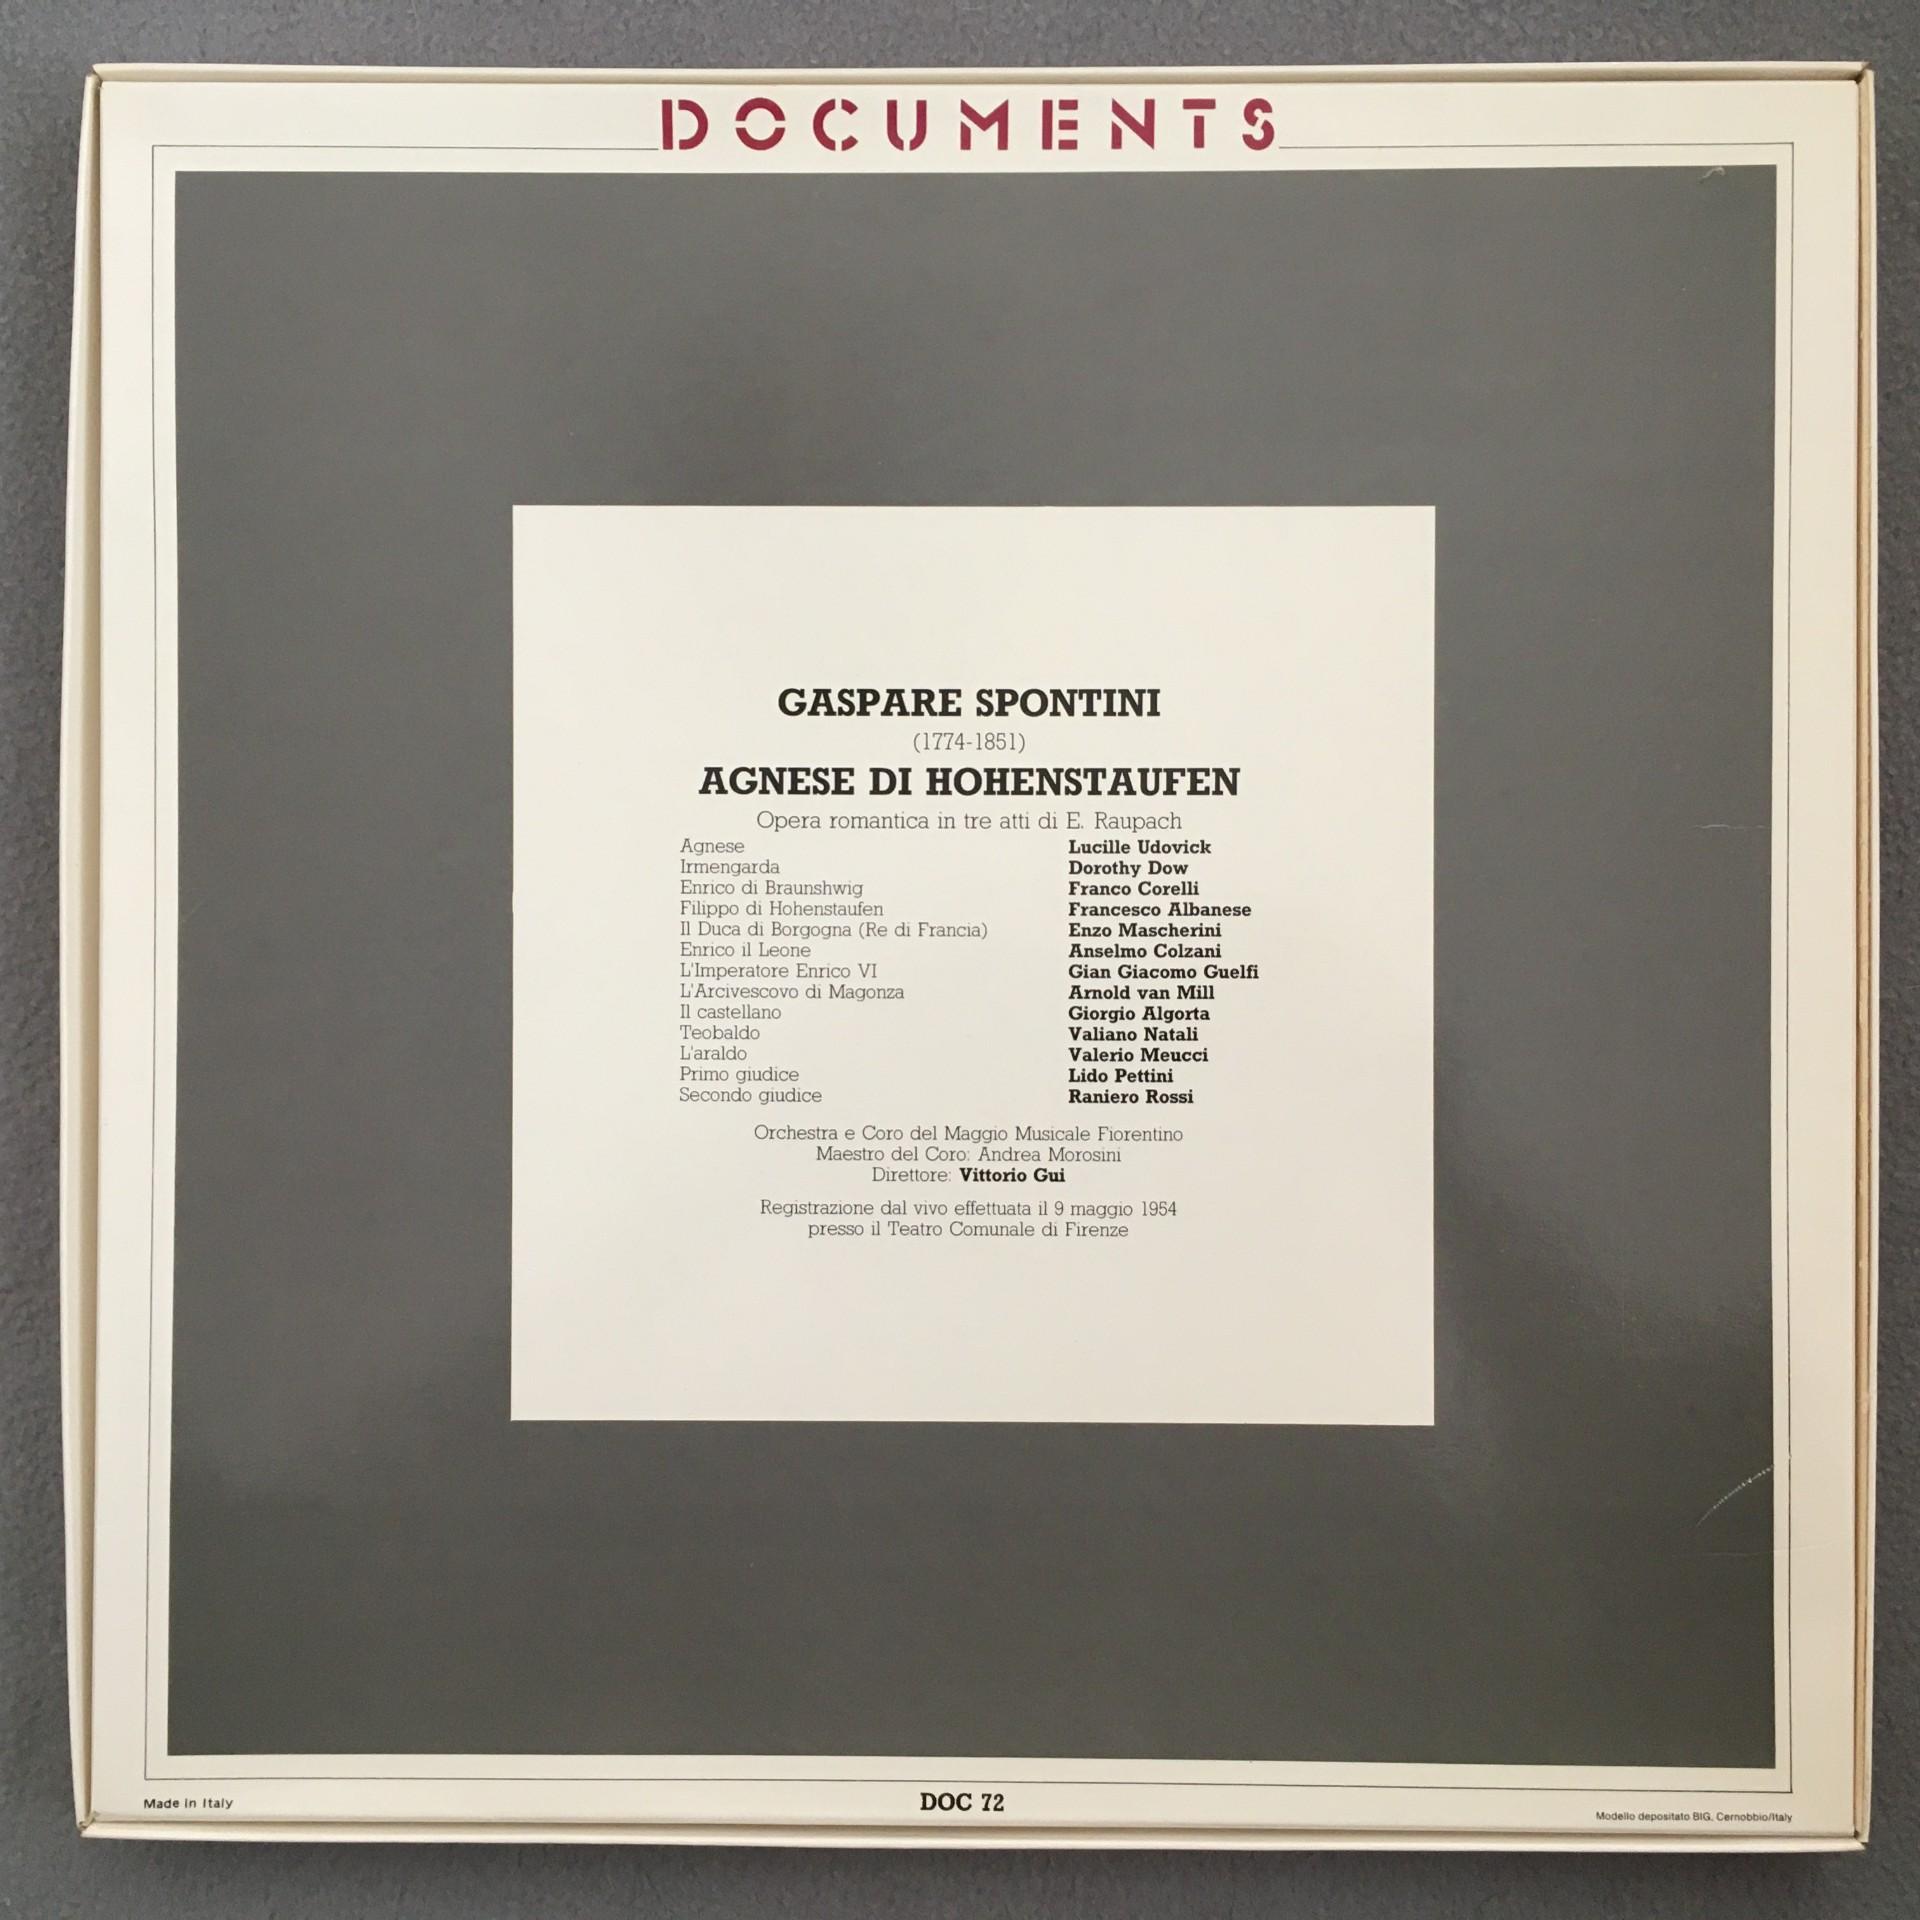 DOCUMENTS
GASPARE SPONTINI
(1774-1851)
AGNESE DI HOHENSTAUFEN
Opera romantica in tre atti di E. Raupach
Agnese Lucille Udovick
Irmengarda Dorothy Dow
Enrico di Braunshwig Franco Corelli
Filippo di Hohenstaufen Francesco Albanese
Il Duca di Borgogna (Re di Francia) Enzo Mascherini
Enrico il Leone Anselmo Colzani
L'Imperatore Enrico VI Gian Giacomo Guelfi
L'Arcivescovo di Magonza Arnold van Mill
Il castellano Giorgio Algorta
Teobaldo Valiano Natali
L'araldo Valerio Meucci
Primo giudice Lido Pettini
Secondo giudice Raniero Rossi
Orchestra e Coro del Maggio Musicale Fiorentino
Maestro del Coro: Andrea Morosini
Direttore: Vittorio Gui
Registrazione dal vivo effettuata il 9 maggio 1954
presso il Teatro Comunale di Firenze
Made in Italy
DOC 72
Modello depositato BIG, Cernobbio/Italy